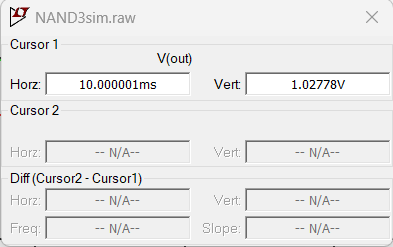 NAND3sim.raw
Cursor 1
V(out)
Horz: 10.000001ms Vert: 1.02778V
Cursor 2
Horz: -- N/A-- Vert: -- N/A--
Diff (Cursor2 - Cursor1)
Horz: -- N/A-- Vert: -- N/A--
Freq: -- N/A-- Slope: -- N/A--